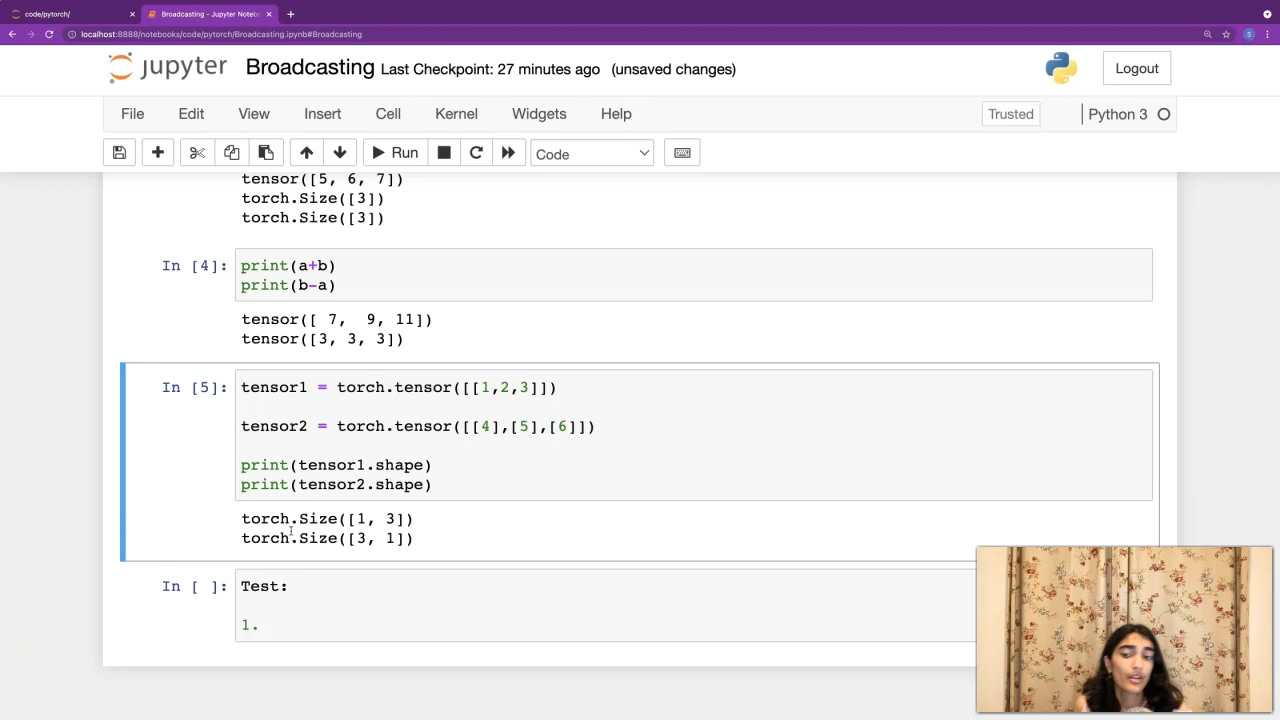 code/pytorch/
Broadcasting - Jupyter Noteb
localhost:8888/notebooks/code/pytorch/Broadcasting.ipynb#Broadcasting
S
jupyter Broadcasting Last Checkpoint: 27 minutes ago (unsaved changes)
Logout
File Edit View Insert Cell Kernel Widgets Help
Trusted
Python 3
Run
Code
tensor([5, 6, 7])
torch.Size([3])
torch.Size([3])
In [4]: print(a+b)
print(b-a)
tensor([ 7,  9, 11])
tensor([3, 3, 3])
In [5]: tensor1 = torch.tensor([[1,2,3]])
tensor2 = torch.tensor([[4],[5],[6]])
print(tensor1.shape)
print(tensor2.shape)
torch.Size([1, 3])
torch.Size([3, 1])
In [ ]: Test:
1.